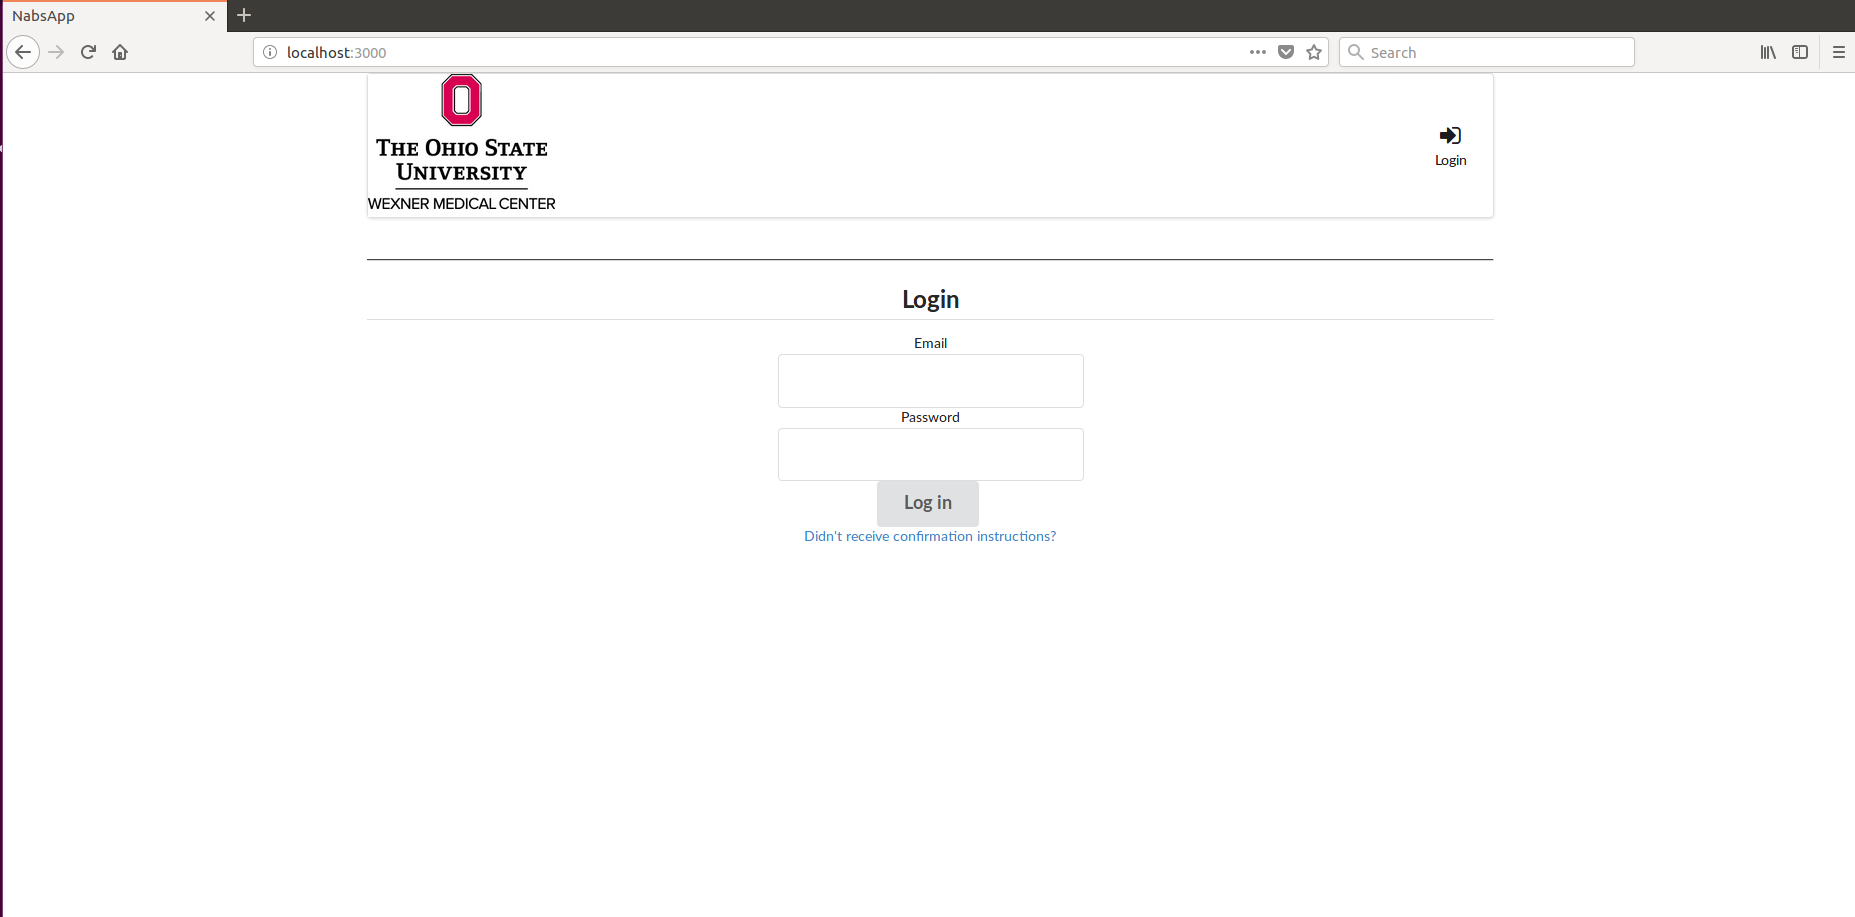 NabsApp
localhost:3000
Search
THE OHIO STATE
UNIVERSITY
WEXNER MEDICAL CENTER
Login
Login
Email
Password
Log in
Didn't receive confirmation instructions?